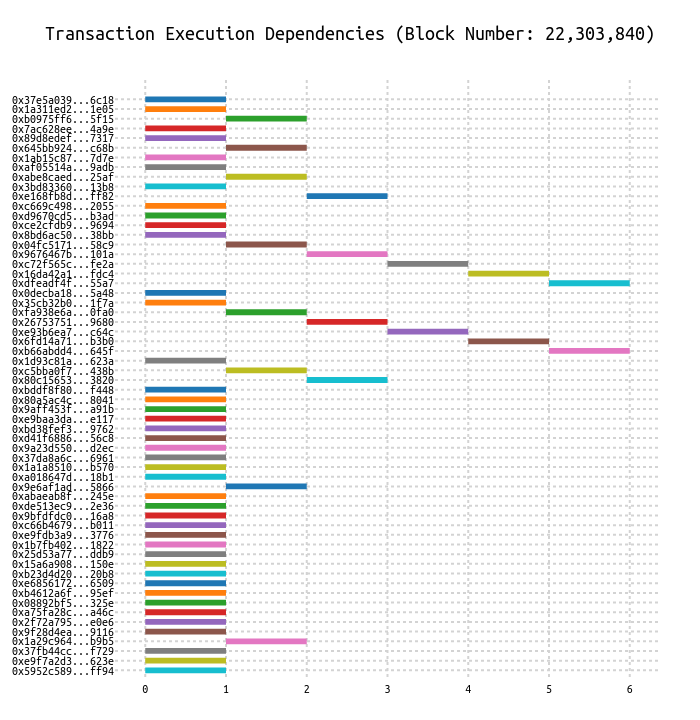 Transaction Execution Dependencies (Block Number: 22,303,840)
0x37e5a039...6c18
0x1a311ed2...1e05
0xb0975ff6...5f15
0x7ac628ee...4a9e
0x89d8edef...7317
0x645bb924...c68b
0x1ab15c87...7d7e
0xaf05514a...9adb
0xabe8caed...25af
0x3bd83360...13b8
0xe168fb8d...ff82
0xc669c498...2055
0xd9670cd5...b3ad
0xce2cfdb9...9694
0x8bd6ac50...38bb
0x04fc5171...58c9
0x9676467b...101a
0xc72f565c...fe2a
0x16da42a1...fdc4
0xdfeadf4f...55a7
0x0decba18...5a48
0x35cb32b0...1f7a
0xfa938e6a...0fa0
0x26753751...9680
0xe93b6ea7...c64c
0x6fd14a71...b3b0
0xb66abdd4...645f
0x1d93c81a...623a
0xc5bba0f7...438b
0x80c15653...3820
0xbddf8f80...f448
0x80a5ac4c...8041
0x9aff453f...a91b
0xe9baa3da...e117
0xbd38fef3...9762
0xd41f6886...56c8
0x9a23d550...d2ec
0x37da8a6c...6961
0x1a1a8510...b570
0xa018647d...18b1
0x9e6af1ad...5866
0xabaeab8f...245e
0xde513ec9...2e36
0x9bfdfdc0...16a8
0xc66b4679...b011
0xe9fdb3a9...3776
0x1b7fb402...1822
0x25d53a77...ddb9
0x15a6a908...150e
0xb23d4d20...20b8
0xe6856172...6509
0xb4612a6f...95ef
0x08892bf5...325e
0xa75fa28c...a46c
0x2f72a795...e0e6
0x9f28d4ea...9116
0x1a29c964...b9b5
0x37fb44cc...f729
0xe9f7a2d3...623e
0x5952c589...ff94
0 1 2 3 4 5 6